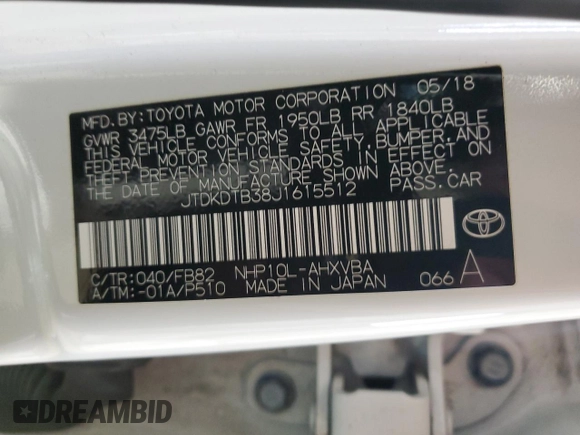 MFD.BY:TOYOTA MOTOR CORPORATION 05/18
GVWR 3475LB GAWR FR 1950LB RR 1840LB
THIS VEHICLE CONFORMS TO ALL APPLICABLE
FEDERAL MOTOR VEHICLE SAFETY,BUMPER,AND
THEFT PREVENTION STANDARDS IN EFFECT ON
THE DATE OF MANUFACTURE SHOWN ABOVE.
JTDKDTB38J16T5512 PASS.CAR
C/TR:040/FB82 NHP10L-AHXVBA
A/TM:-01A/P510 MADE IN JAPAN 066 A
DREAMBID